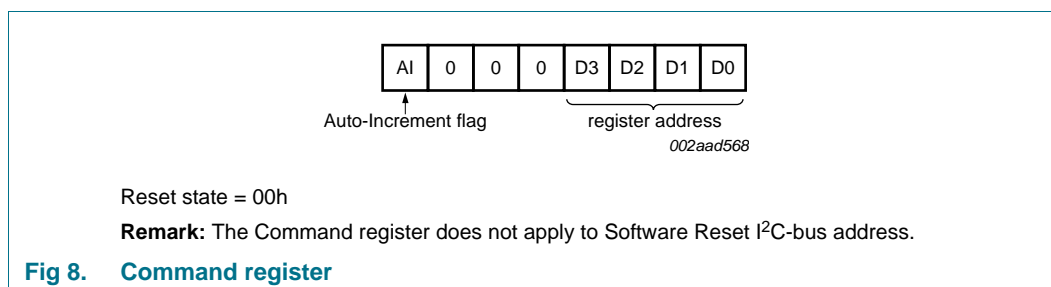 AI 0 0 0 D3 D2 D1 D0
Auto-Increment flag register address
002aad568
Reset state = 00h
Remark: The Command register does not apply to Software Reset I²C-bus address.
Fig 8. Command register